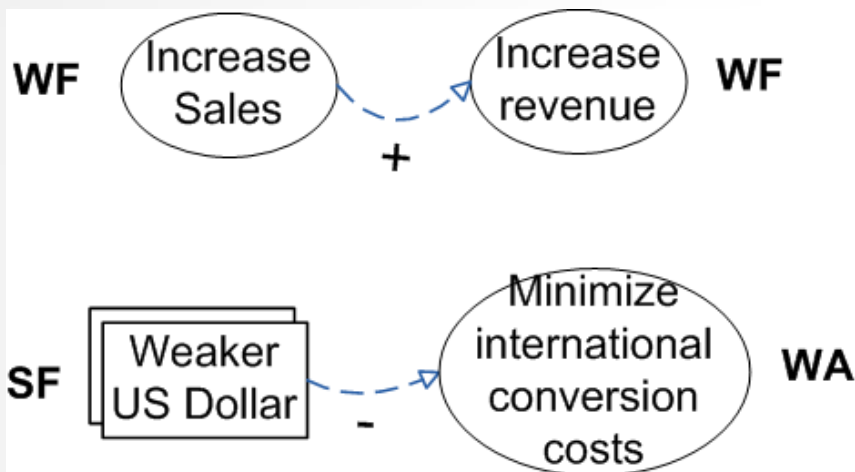 WF
Increase
Sales
+
Increase
revenue
WF
SF
Weaker
US Dollar
-
Minimize
international
conversion
costs
WA